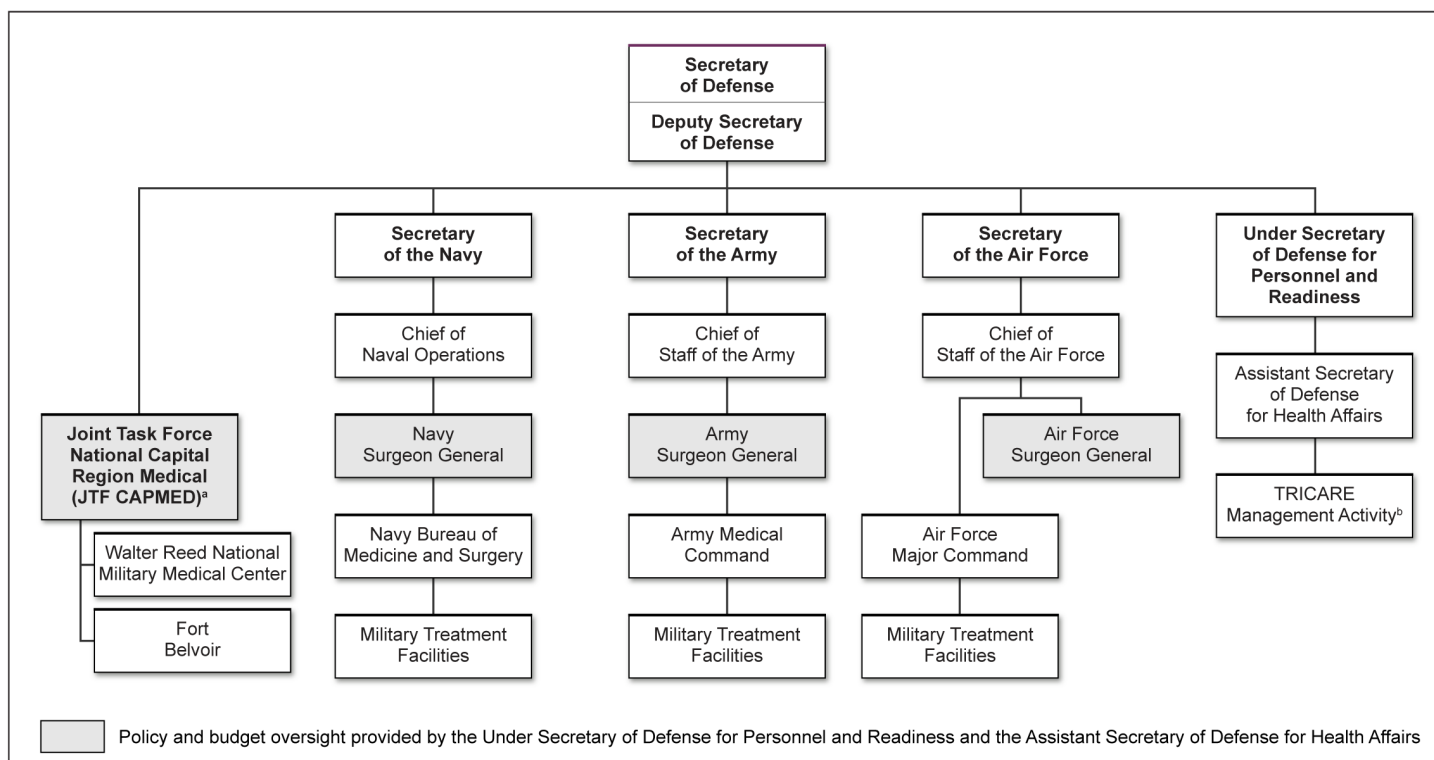 Secretary
of Defense
Deputy Secretary
of Defense
Secretary
of the Navy
Secretary
of the Army
Secretary
of the Air Force
Under Secretary
of Defense for
Personnel and
Readiness
Chief of
Naval Operations
Chief of
Staff of the Army
Chief of
Staff of the Air Force
Assistant Secretary
of Defense
for Health Affairs
Joint Task Force
National Capital
Region Medical
(JTF CAPMED)ᵃ
Navy
Surgeon General
Army
Surgeon General
Air Force
Surgeon General
TRICARE
Management Activityᵇ
Walter Reed National
Military Medical Center
Navy Bureau of
Medicine and Surgery
Army Medical
Command
Air Force
Major Command
Fort
Belvoir
Military Treatment
Facilities
Military Treatment
Facilities
Military Treatment
Facilities
Policy and budget oversight provided by the Under Secretary of Defense for Personnel and Readiness and the Assistant Secretary of Defense for Health Affairs